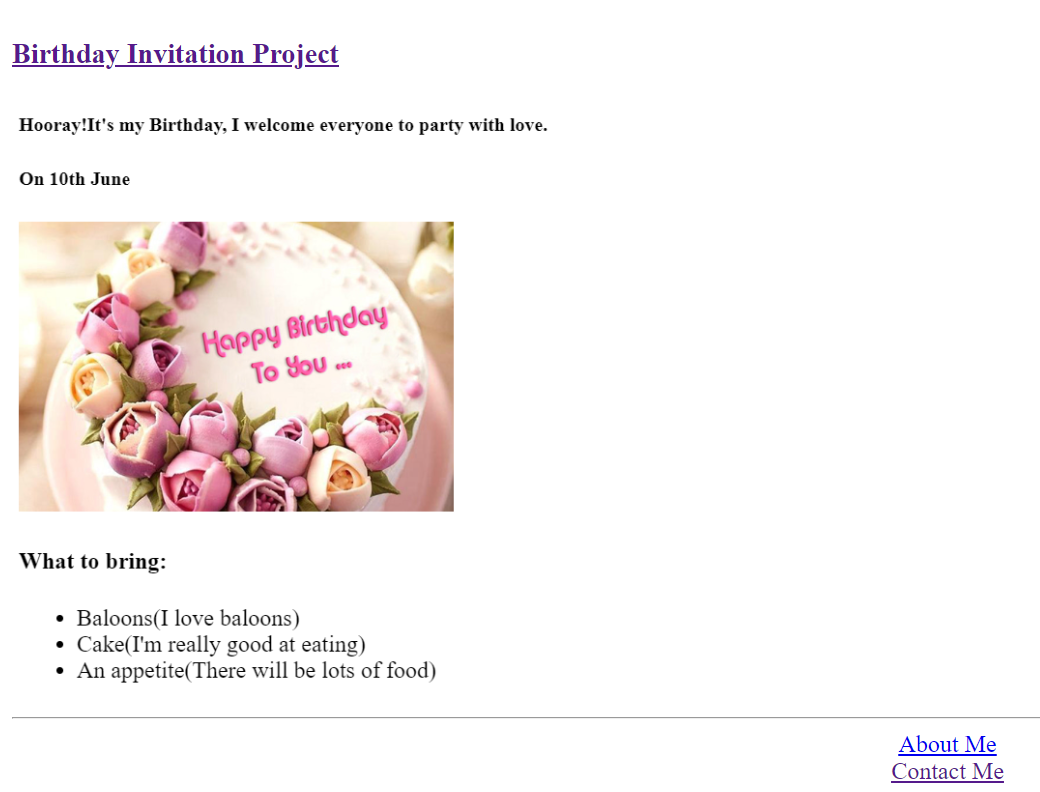 Birthday Invitation Project
Hooray!It's my Birthday, I welcome everyone to party with love.
On 10th June
Happy Birthday
To You ...
What to bring:
Baloons(I love baloons)
Cake(I'm really good at eating)
An appetite(There will be lots of food)
About Me
Contact Me